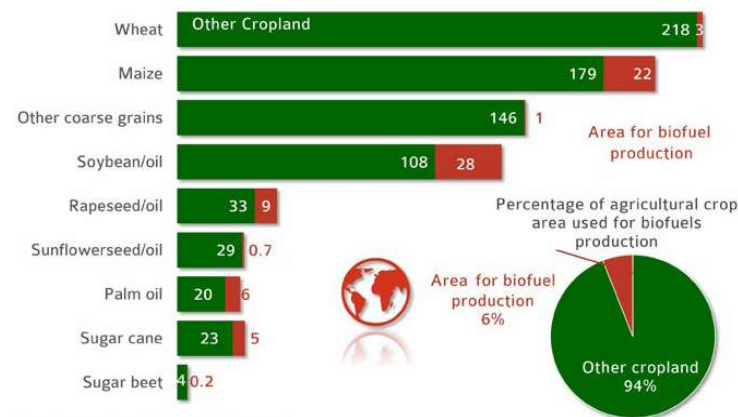 Wheat
Other Cropland
218 3
Maize
179 22
Other coarse grains
146 1
Area for biofuel
production
Soybean/oil
108 28
Rapeseed/oil
33 9
Percentage of agricultural crop
area used for biofuels
production
Sunflowerseed/oil
29 0.7
Palm oil
20 6
Area for biofuel
production
6%
Sugar cane
23 5
Other cropland
94%
Sugar beet
4 0.2